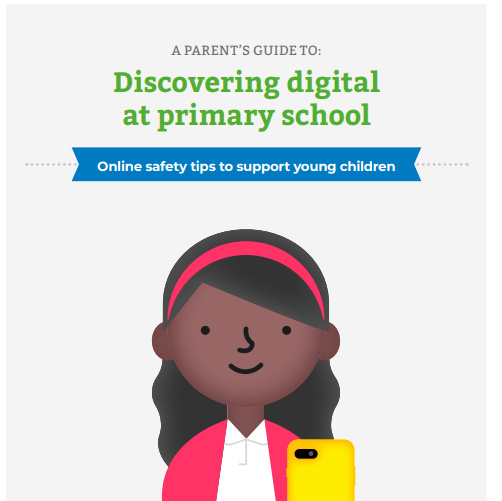 A PARENT'S GUIDE TO:
Discovering digital
at primary school
Online safety tips to support young children